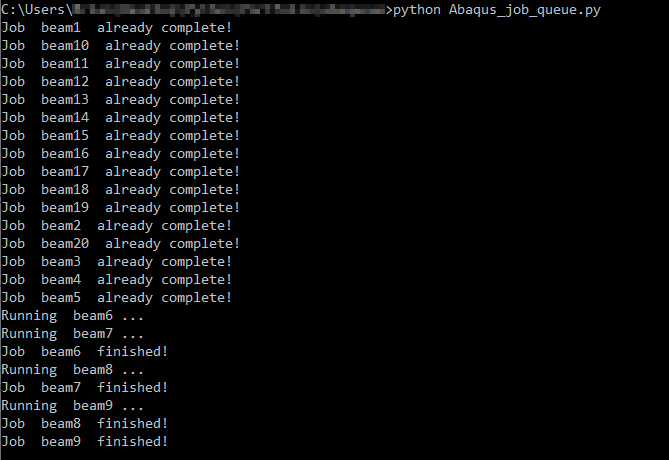 C:\Users\>python Abaqus_job_queue.py
Job  beam1  already complete!
Job  beam10  already complete!
Job  beam11  already complete!
Job  beam12  already complete!
Job  beam13  already complete!
Job  beam14  already complete!
Job  beam15  already complete!
Job  beam16  already complete!
Job  beam17  already complete!
Job  beam18  already complete!
Job  beam19  already complete!
Job  beam2  already complete!
Job  beam20  already complete!
Job  beam3  already complete!
Job  beam4  already complete!
Job  beam5  already complete!
Running  beam6 ...
Running  beam7 ...
Job  beam6  finished!
Running  beam8 ...
Job  beam7  finished!
Running  beam9 ...
Job  beam8  finished!
Job  beam9  finished!